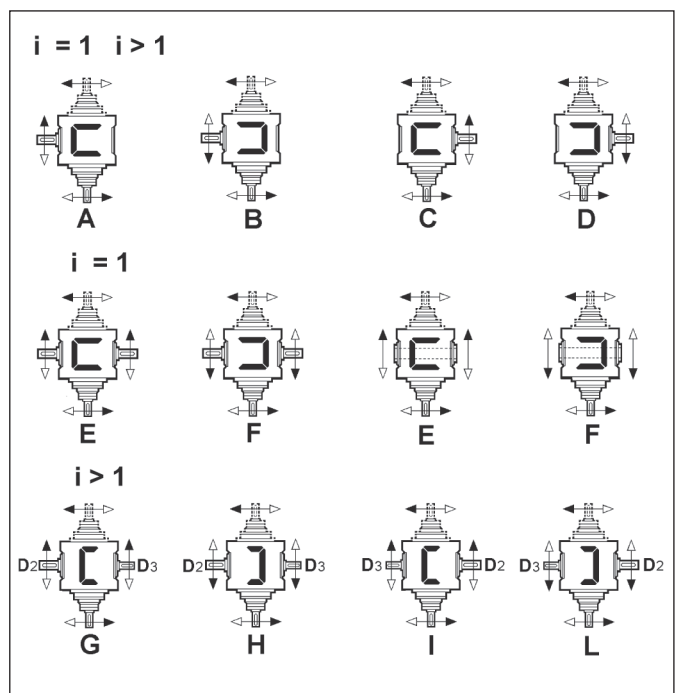 i = 1 i > 1
A B C D
i = 1
E F E F
i > 1
D2 D3 D2 D3 D3 D2 D3 D2
G H I L